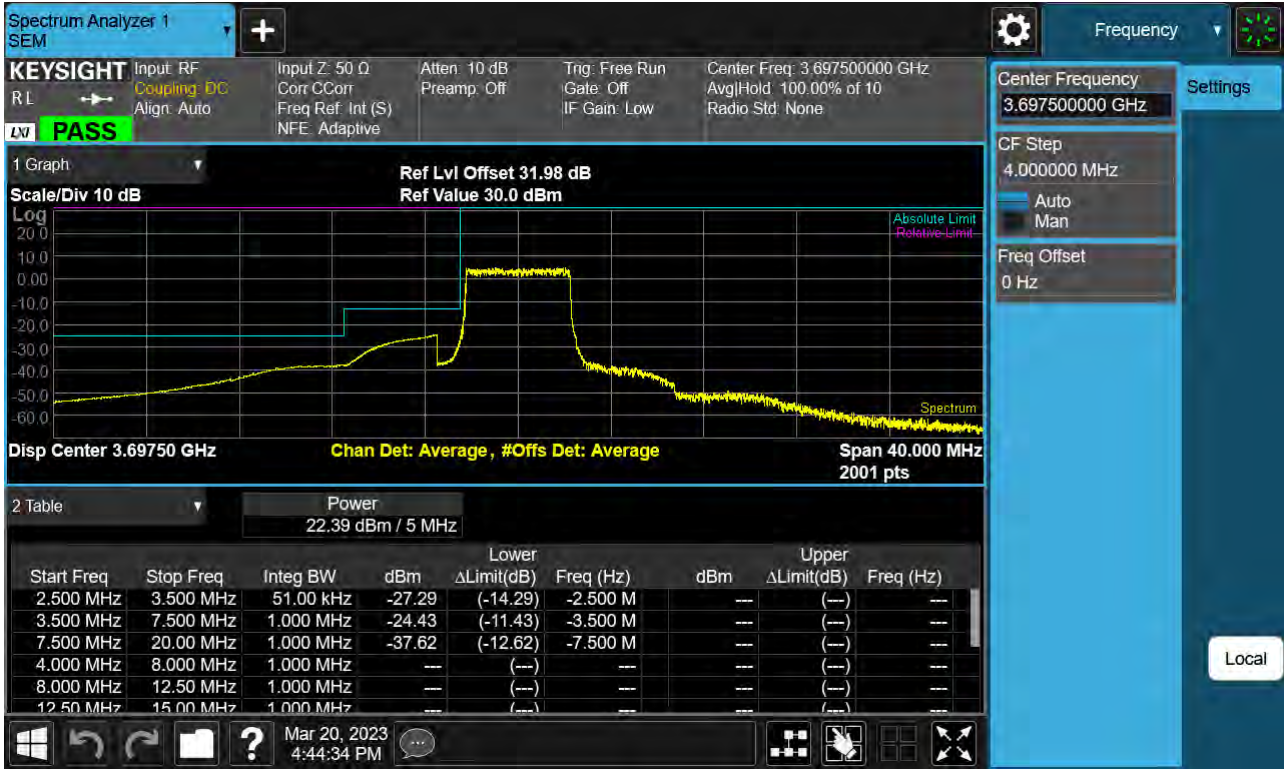 Spectrum Analyzer 1
SEM
Frequency
KEYSIGHT
Input: RF
Coupling: DC
Align: Auto
Input Z: 50 Ω
Corr CCorr
Freq Ref: Int (S)
NFE: Adaptive
Atten: 10 dB
Preamp: Off
Trig: Free Run
Gate: Off
IF Gain: Low
Center Freq: 3.697500000 GHz
Avg|Hold: 100.00% of 10
Radio Std: None
R L
LXI PASS
Center Frequency
3.697500000 GHz
Settings
CF Step
4.000000 MHz
Auto
Man
Freq Offset
0 Hz
1 Graph
Scale/Div 10 dB
Ref Lvl Offset 31.98 dB
Ref Value 30.0 dBm
Log
Absolute Limit
Relative Limit
20.0
10.0
0.00
-10.0
-20.0
-30.0
-40.0
-50.0
-60.0
Spectrum
Disp Center 3.69750 GHz
Chan Det: Average, #Offs Det: Average
Span 40.000 MHz
2001 pts
2 Table
Power
22.39 dBm / 5 MHz
Lower Upper
Start Freq Stop Freq Integ BW dBm ΔLimit(dB) Freq (Hz) dBm ΔLimit(dB) Freq (Hz)
2.500 MHz 3.500 MHz 51.00 kHz -27.29 (-14.29) -2.500 M --- (---) ---
3.500 MHz 7.500 MHz 1.000 MHz -24.43 (-11.43) -3.500 M --- (---) ---
7.500 MHz 20.00 MHz 1.000 MHz -37.62 (-12.62) -7.500 M --- (---) ---
4.000 MHz 8.000 MHz 1.000 MHz --- (---) --- --- (---) ---
8.000 MHz 12.50 MHz 1.000 MHz --- (---) --- --- (---) ---
12.50 MHz 15.00 MHz 1.000 MHz --- (---) --- --- (---) ---
Local
?
Mar 20, 2023
4:44:34 PM